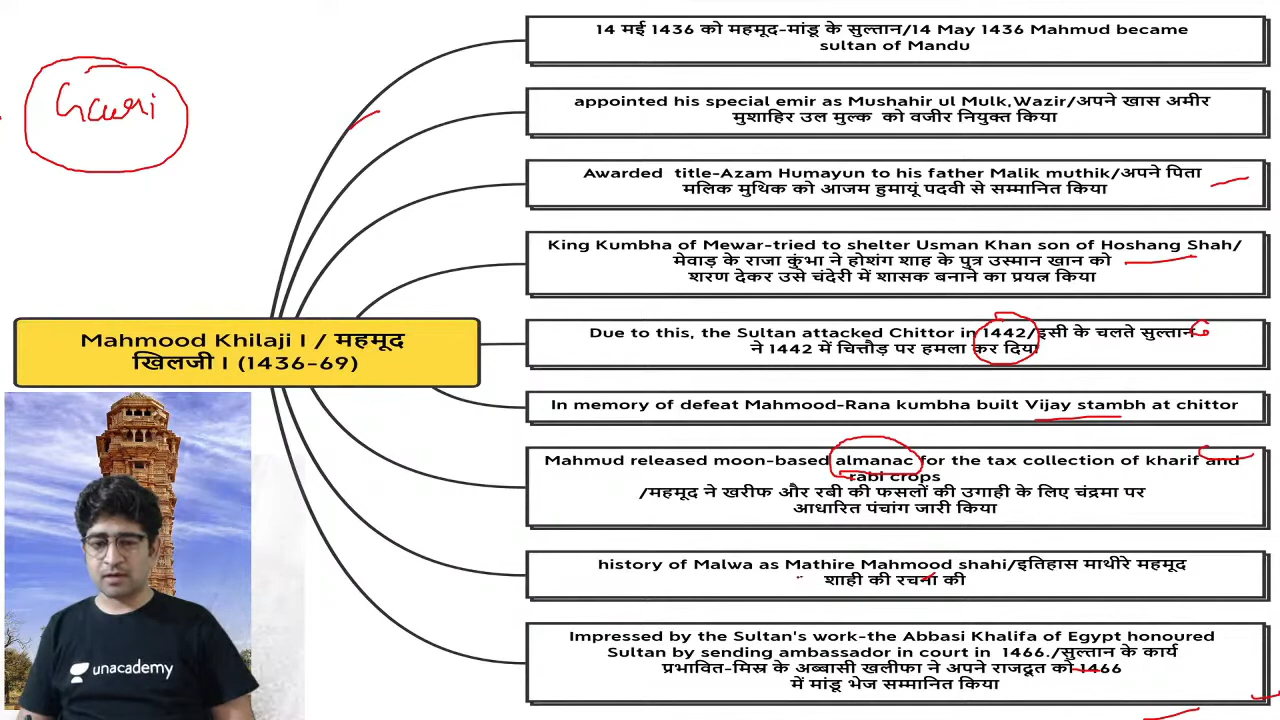 Ghauri
14 मई 1436 को महमूद-मांडू के सुल्तान/14 May 1436 Mahmud became
sultan of Mandu
appointed his special emir as Mushahir ul Mulk,Wazir/अपने खास अमीर
मुशाहिर उल मुल्क को वजीर नियुक्त किया
Awarded title-Azam Humayun to his father Malik muthik/अपने पिता
मलिक मुथिक को आजम हुमायूं पदवी से सम्मानित किया
King Kumbha of Mewar-tried to shelter Usman Khan son of Hoshang Shah/
मेवाड़ के राजा कुंभा ने होशंग शाह के पुत्र उस्मान खान को
शरण देकर उसे चंदेरी में शासक बनाने का प्रयत्न किया
Mahmood Khilaji I / महमूद
खिलजी I (1436-69)
Due to this, the Sultan attacked Chittor in 1442/इसी के चलते सुल्तान
ने 1442 में चित्तौड़ पर हमला कर दिया
In memory of defeat Mahmood-Rana kumbha built Vijay stambh at chittor
Mahmud released moon-based almanac for the tax collection of kharif and
rabi crops
/महमूद ने खरीफ और रबी की फसलों की उगाही के लिए चंद्रमा पर
आधारित पंचांग जारी किया
history of Malwa as Mathire Mahmood shahi/इतिहास माथीरे महमूद
शाही की रचना की
Impressed by the Sultan's work-the Abbasi Khalifa of Egypt honoured
Sultan by sending ambassador in court in 1466./सुल्तान के कार्य
प्रभावित-मिस्र के अब्बासी खलीफा ने अपने राजदूत को 1466
में मांडू भेज सम्मानित किया
unacademy